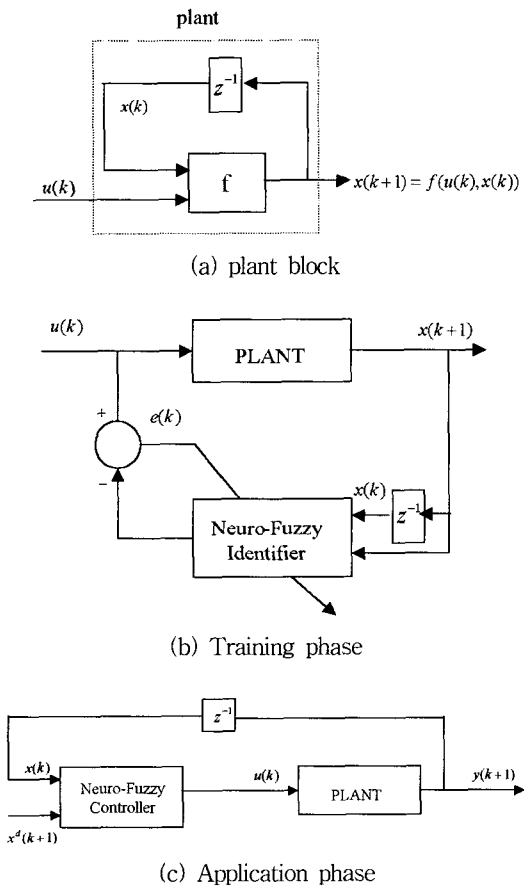 plant
z⁻¹
x(k)
f
u(k)
x(k+1) = f(u(k), x(k))
(a) plant block
u(k)
x(k+1)
PLANT
+
e(k)
−
x(k)
z⁻¹
Neuro-Fuzzy
Identifier
(b) Training phase
z⁻¹
x(k)
Neuro-Fuzzy
Controller
u(k)
PLANT
y(k+1)
xᵈ(k+1)
(c) Application phase